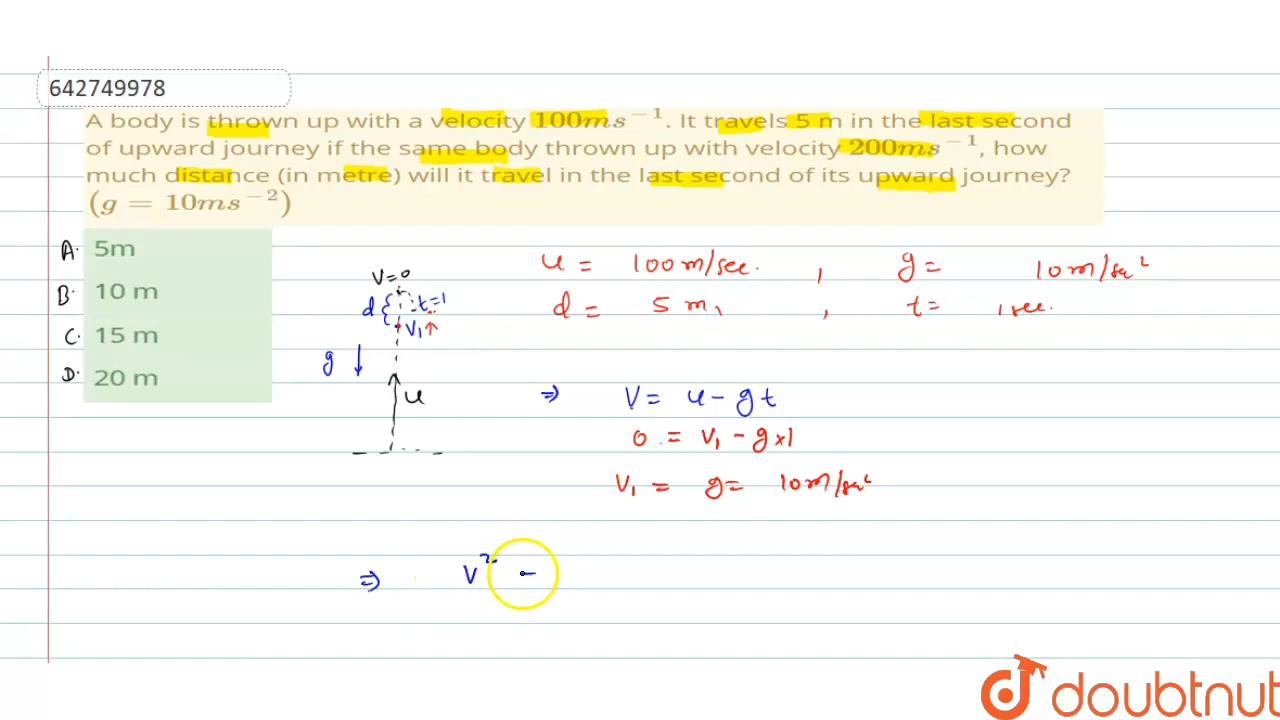 642749978
A body is thrown up with a velocity 100ms⁻¹. It travels 5 m in the last second
of upward journey if the same body thrown up with velocity 200ms⁻¹, how
much distance (in metre) will it travel in the last second of its upward journey?
(g = 10ms⁻²)
A. 5m
B. 10 m
C. 15 m
D. 20 m
V=0
d { t=1
V₁ ↑
g ↓
u
u = 100 m/sec. , g = 10 m/sec²
d = 5 m, , t = 1 sec.
⇒ V = u - gt
0 = V₁ - g×1
V₁ = g = 10 m/sec²
⇒ V² -
doubtnut